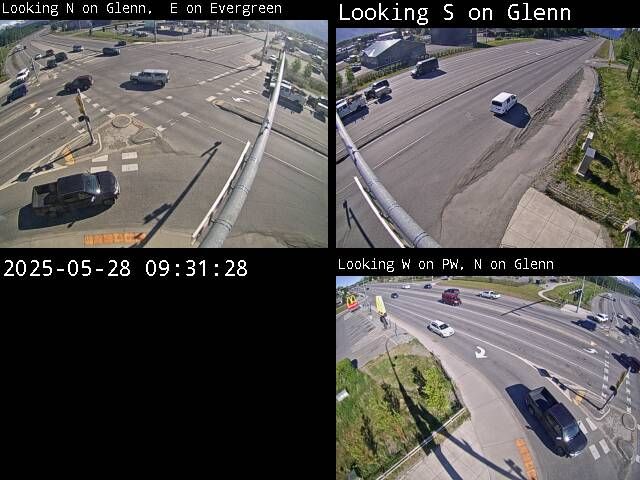 Looking N on Glenn,  E on Evergreen
Looking S on Glenn
2025-05-28 09:31:28
Looking W on PW, N on Glenn